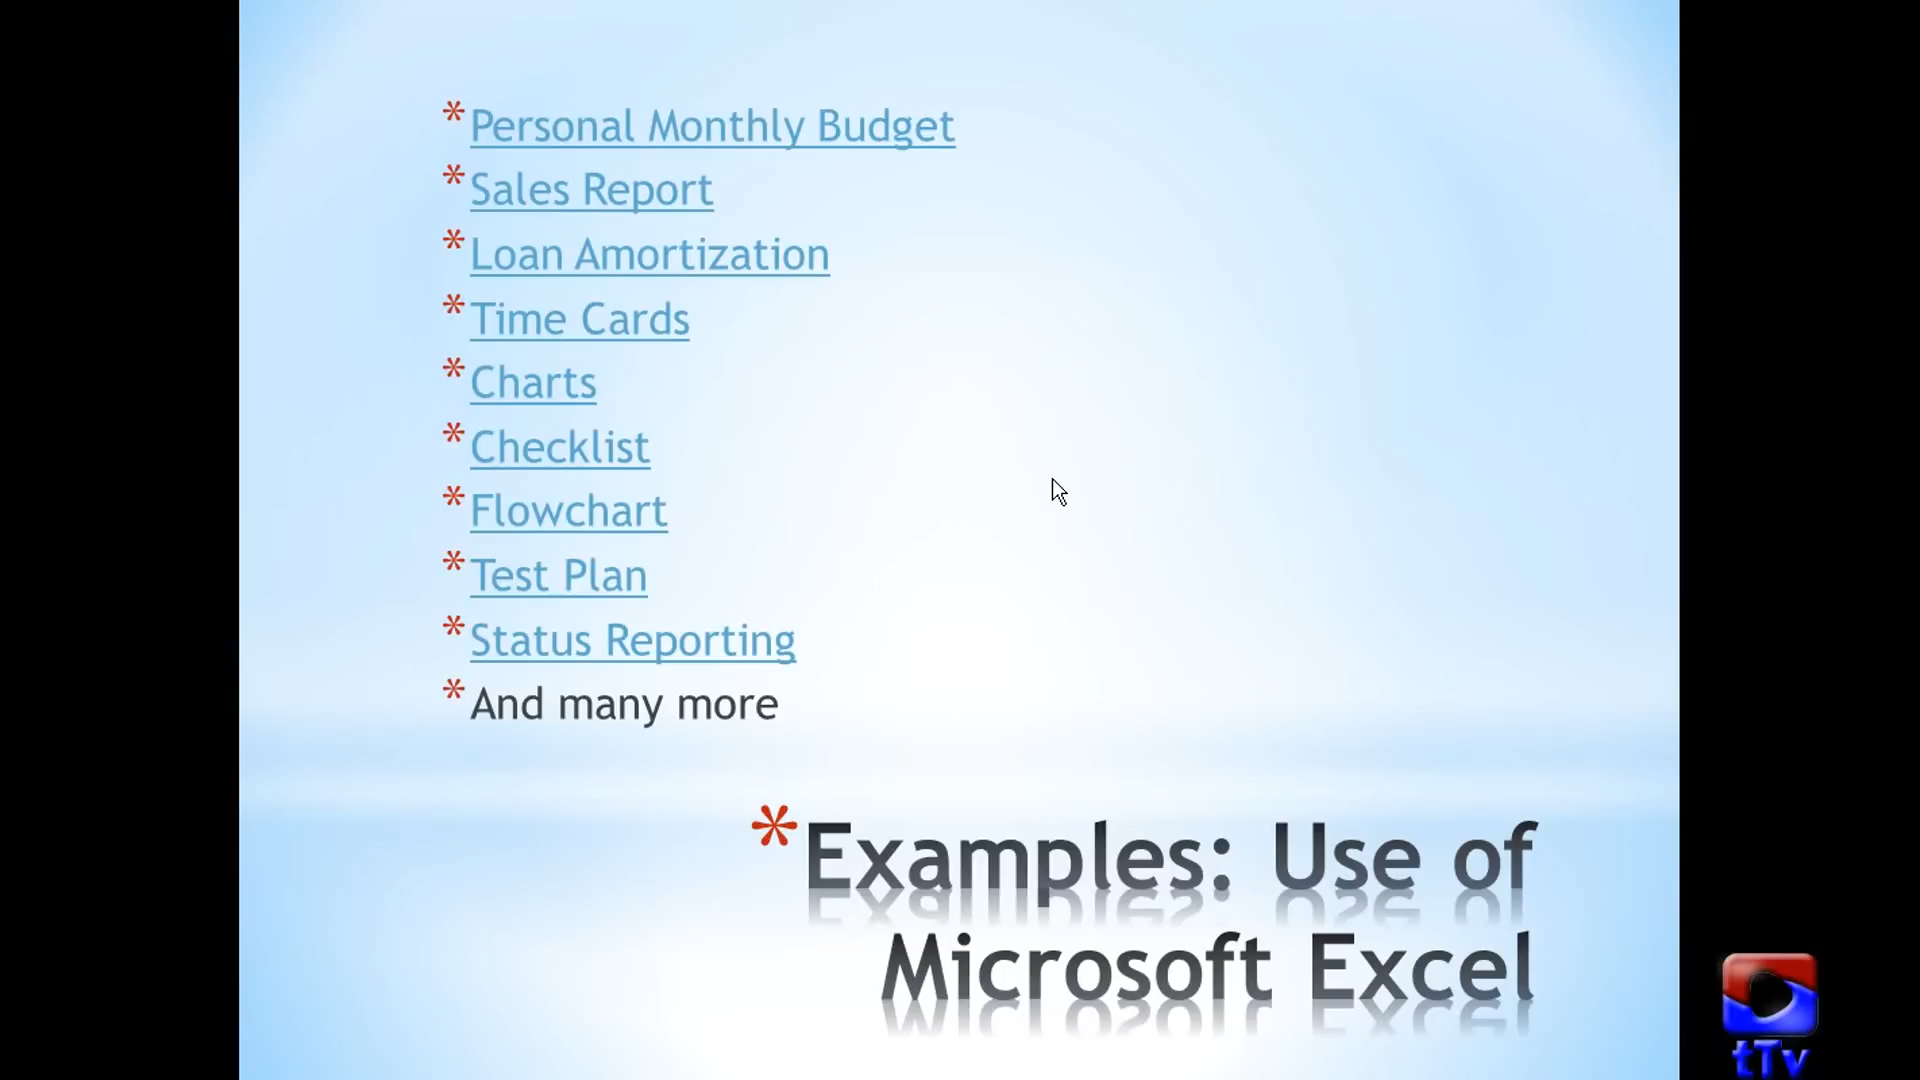 * Personal Monthly Budget
* Sales Report
* Loan Amortization
* Time Cards
* Charts
* Checklist
* Flowchart
* Test Plan
* Status Reporting
* And many more
* Examples: Use of
Microsoft Excel
tTv